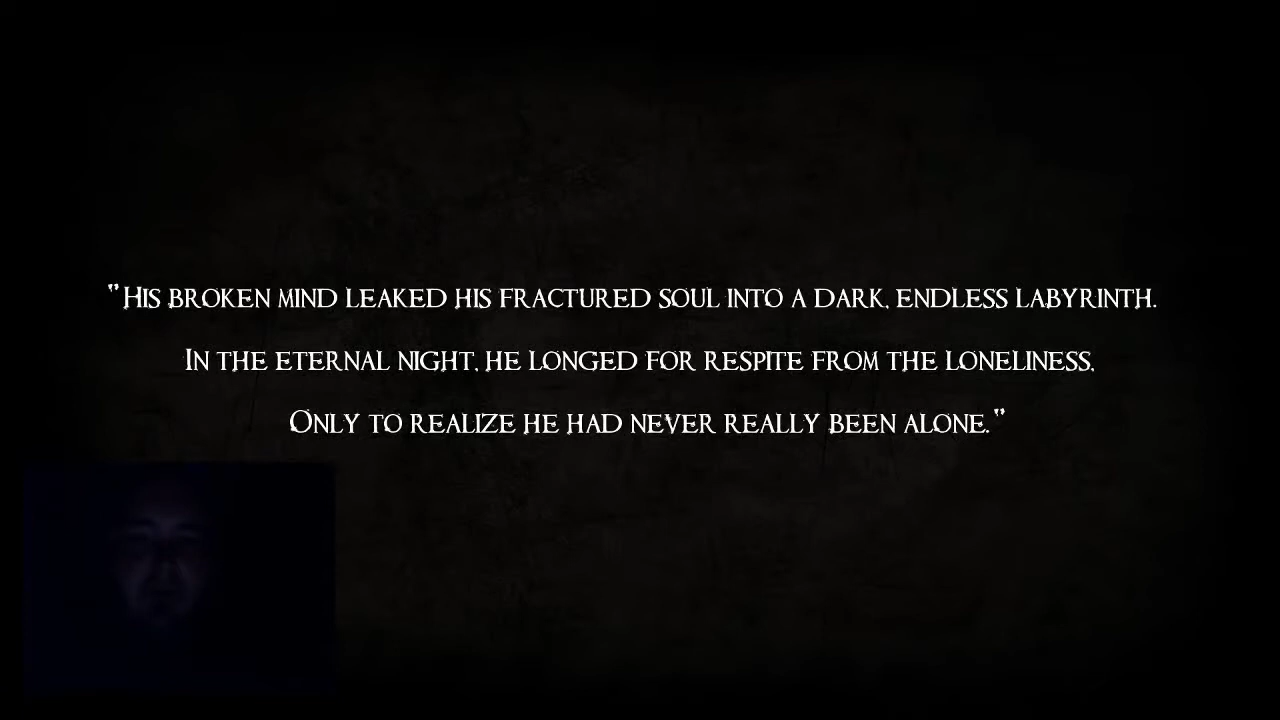 "His broken mind leaked his fractured soul into a dark, endless labyrinth.
In the eternal night, he longed for respite from the loneliness,
Only to realize he had never really been alone."